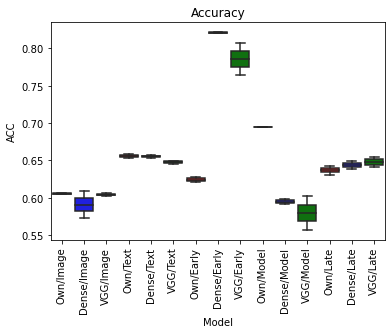 Accuracy
0.80
0.75
0.70
0.65
0.60
0.55
ACC
Own/Image
Dense/Image
VGG/Image
Own/Text
Dense/Text
VGG/Text
Own/Early
Dense/Early
VGG/Early
Own/Model
Dense/Model
VGG/Model
Own/Late
Dense/Late
VGG/Late
Model